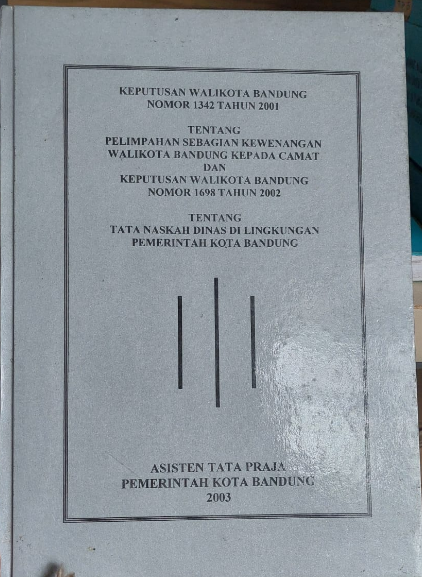 KEPUTUSAN WALIKOTA BANDUNG
NOMOR 1342 TAHUN 2001
TENTANG
PELIMPAHAN SEBAGIAN KEWENANGAN
WALIKOTA BANDUNG KEPADA CAMAT
DAN
KEPUTUSAN WALIKOTA BANDUNG
NOMOR 1698 TAHUN 2002
TENTANG
TATA NASKAH DINAS DI LINGKUNGAN
PEMERINTAH KOTA BANDUNG
ASISTEN TATA PRAJA
PEMERINTAH KOTA BANDUNG
2003